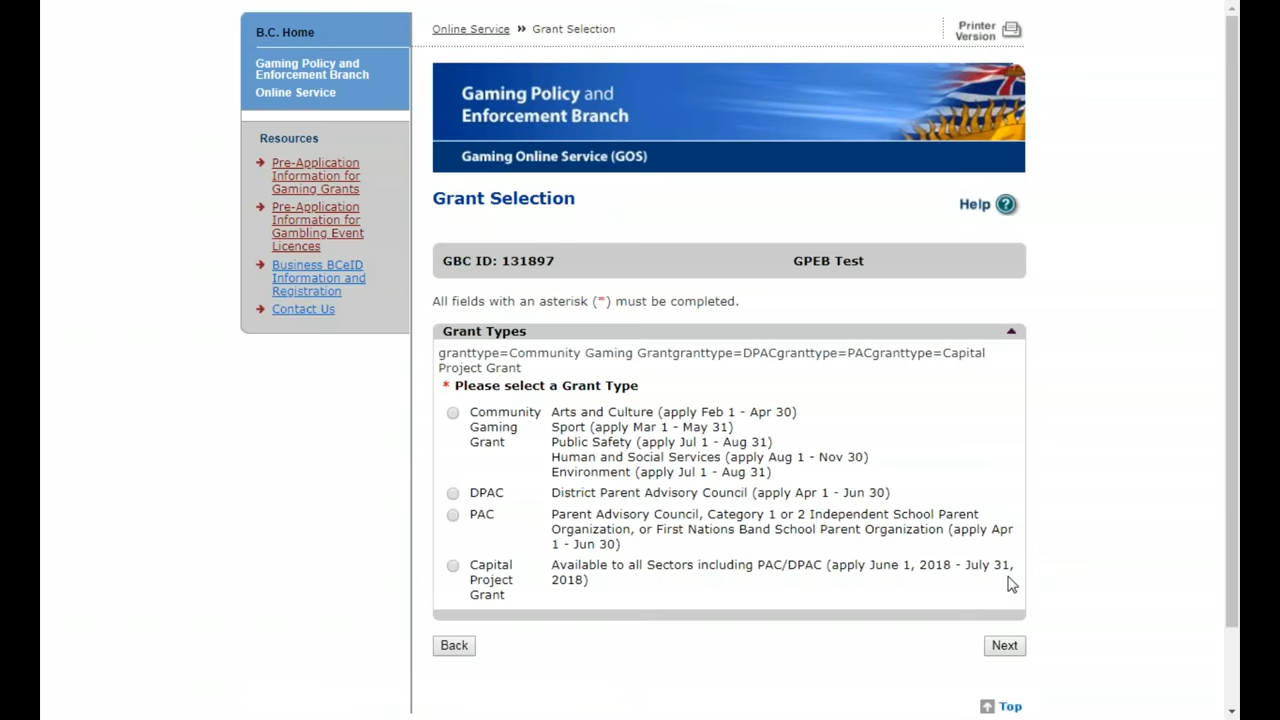 B.C. Home
Gaming Policy and
Enforcement Branch
Online Service
Resources
Pre-Application
Information for
Gaming Grants
Pre-Application
Information for
Gambling Event
Licences
Business BCeID
Information and
Registration
Contact Us
Online Service » Grant Selection
Printer
Version
Gaming Policy and
Enforcement Branch
Gaming Online Service (GOS)
Grant Selection
Help ?
GBC ID: 131897 GPEB Test
All fields with an asterisk (*) must be completed.
Grant Types
granttype=Community Gaming Grantgranttype=DPACgranttype=PACgranttype=Capital
Project Grant
* Please select a Grant Type
Community Arts and Culture (apply Feb 1 - Apr 30)
Gaming Sport (apply Mar 1 - May 31)
Grant Public Safety (apply Jul 1 - Aug 31)
Human and Social Services (apply Aug 1 - Nov 30)
Environment (apply Jul 1 - Aug 31)
DPAC District Parent Advisory Council (apply Apr 1 - Jun 30)
PAC Parent Advisory Council, Category 1 or 2 Independent School Parent
Organization, or First Nations Band School Parent Organization (apply Apr
1 - Jun 30)
Capital Available to all Sectors including PAC/DPAC (apply June 1, 2018 - July 31,
Project 2018)
Grant
Back Next
Top